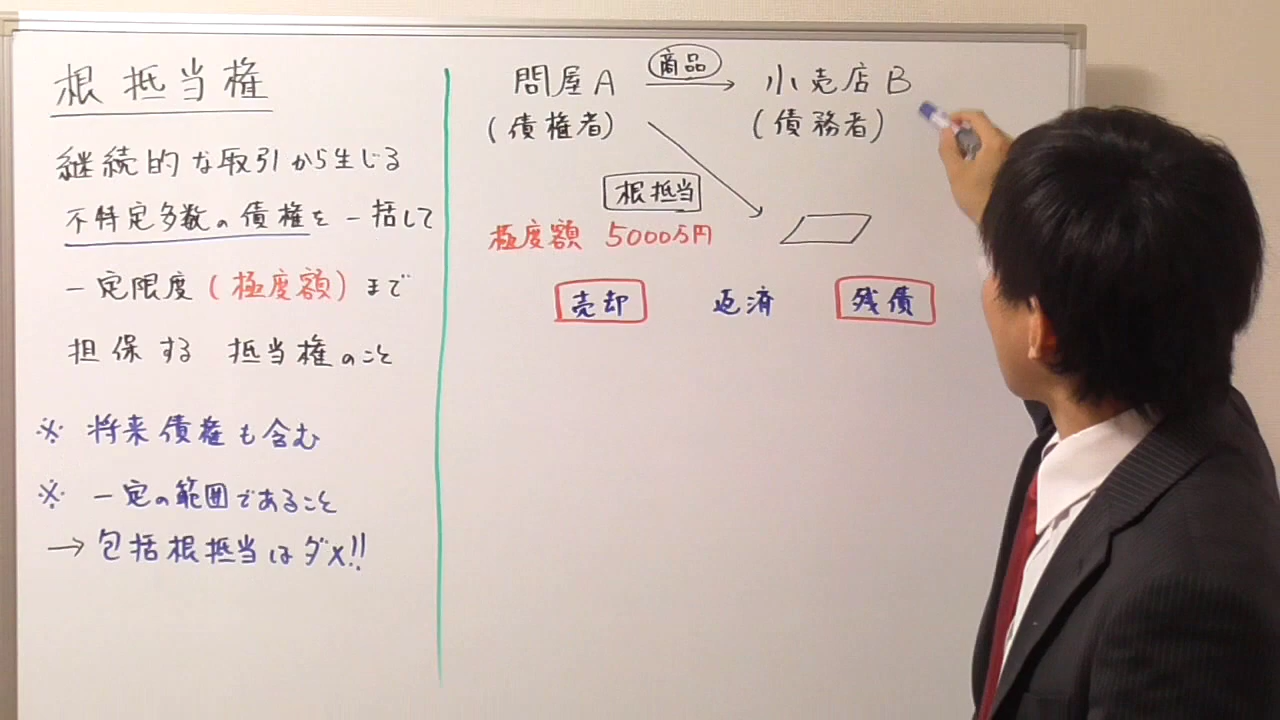 根抵当権
継続的な取引から生じる
不特定多数の債権を一括して
一定限度(極度額)まで
担保する 抵当権のこと
※ 将来債権も含む
※ 一定の範囲であること
→ 包括根抵当はダメ!!
問屋A 商品 → 小売店B
(債権者) (債務者)
根抵当
極度額 5000万円
売却 返済 残債